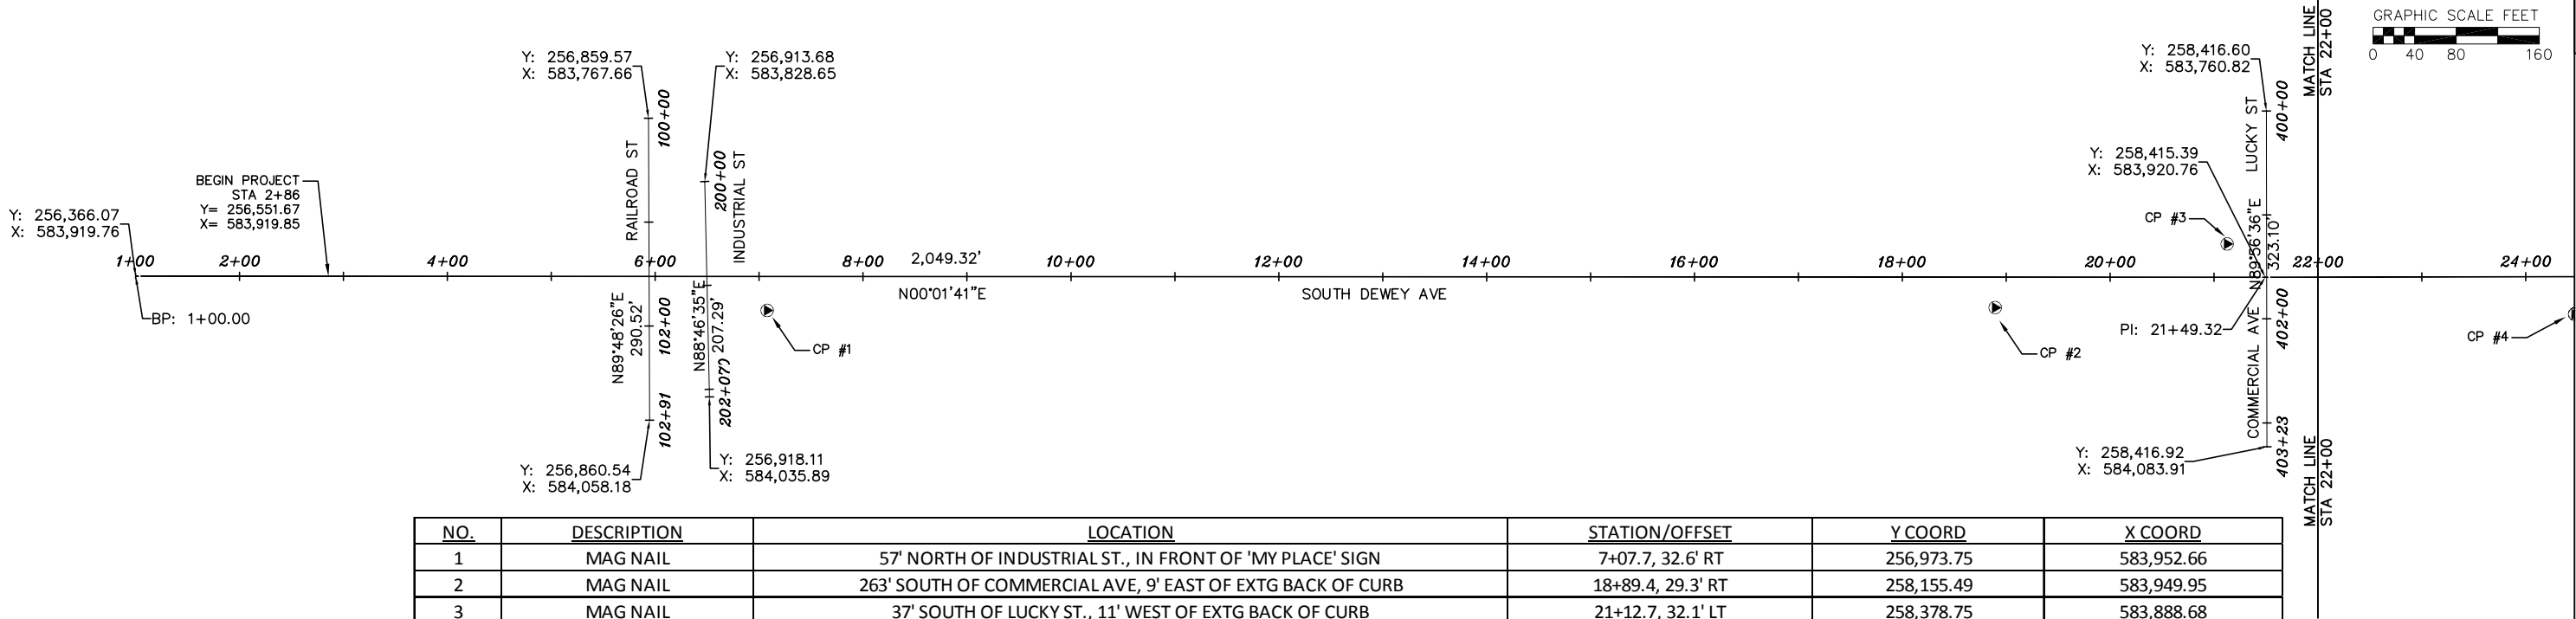 GRAPHIC SCALE FEET
0 40 80 160
MATCH LINE
STA 22+00
Y: 256,859.57
X: 583,767.66
Y: 256,913.68
X: 583,828.65
Y: 258,416.60
X: 583,760.82
100+00
RAILROAD ST
200+00
INDUSTRIAL ST
LUCKY ST
400+00
Y: 258,415.39
X: 583,920.76
BEGIN PROJECT
STA 2+86
Y= 256,551.67
X= 583,919.85
Y: 256,366.07
X: 583,919.76
CP #3
N89°56'36"E
323.10'
1+00 2+00 4+00 6+00 8+00 2,049.32' 10+00 12+00 14+00 16+00 18+00 20+00 22+00 24+00
N00°01'41"E
SOUTH DEWEY AVE
BP: 1+00.00
N89°48'26"E
290.52'
102+00
N88°46'35"E
207.29'
CP #1
CP #2
PI: 21+49.32
COMMERCIAL AVE
402+00
CP #4
102+91
202+07
403+23
Y: 256,860.54
X: 584,058.18
Y: 256,918.11
X: 584,035.89
Y: 258,416.92
X: 584,083.91
MATCH LINE
STA 22+00
NO. DESCRIPTION LOCATION STATION/OFFSET Y COORD X COORD
1 MAG NAIL 57' NORTH OF INDUSTRIAL ST., IN FRONT OF 'MY PLACE' SIGN 7+07.7, 32.6' RT 256,973.75 583,952.66
2 MAG NAIL 263' SOUTH OF COMMERCIAL AVE, 9' EAST OF EXTG BACK OF CURB 18+89.4, 29.3' RT 258,155.49 583,949.95
3 MAG NAIL 37' SOUTH OF LUCKY ST., 11' WEST OF EXTG BACK OF CURB 21+12.7, 32.1' LT 258,378.75 583,888.68